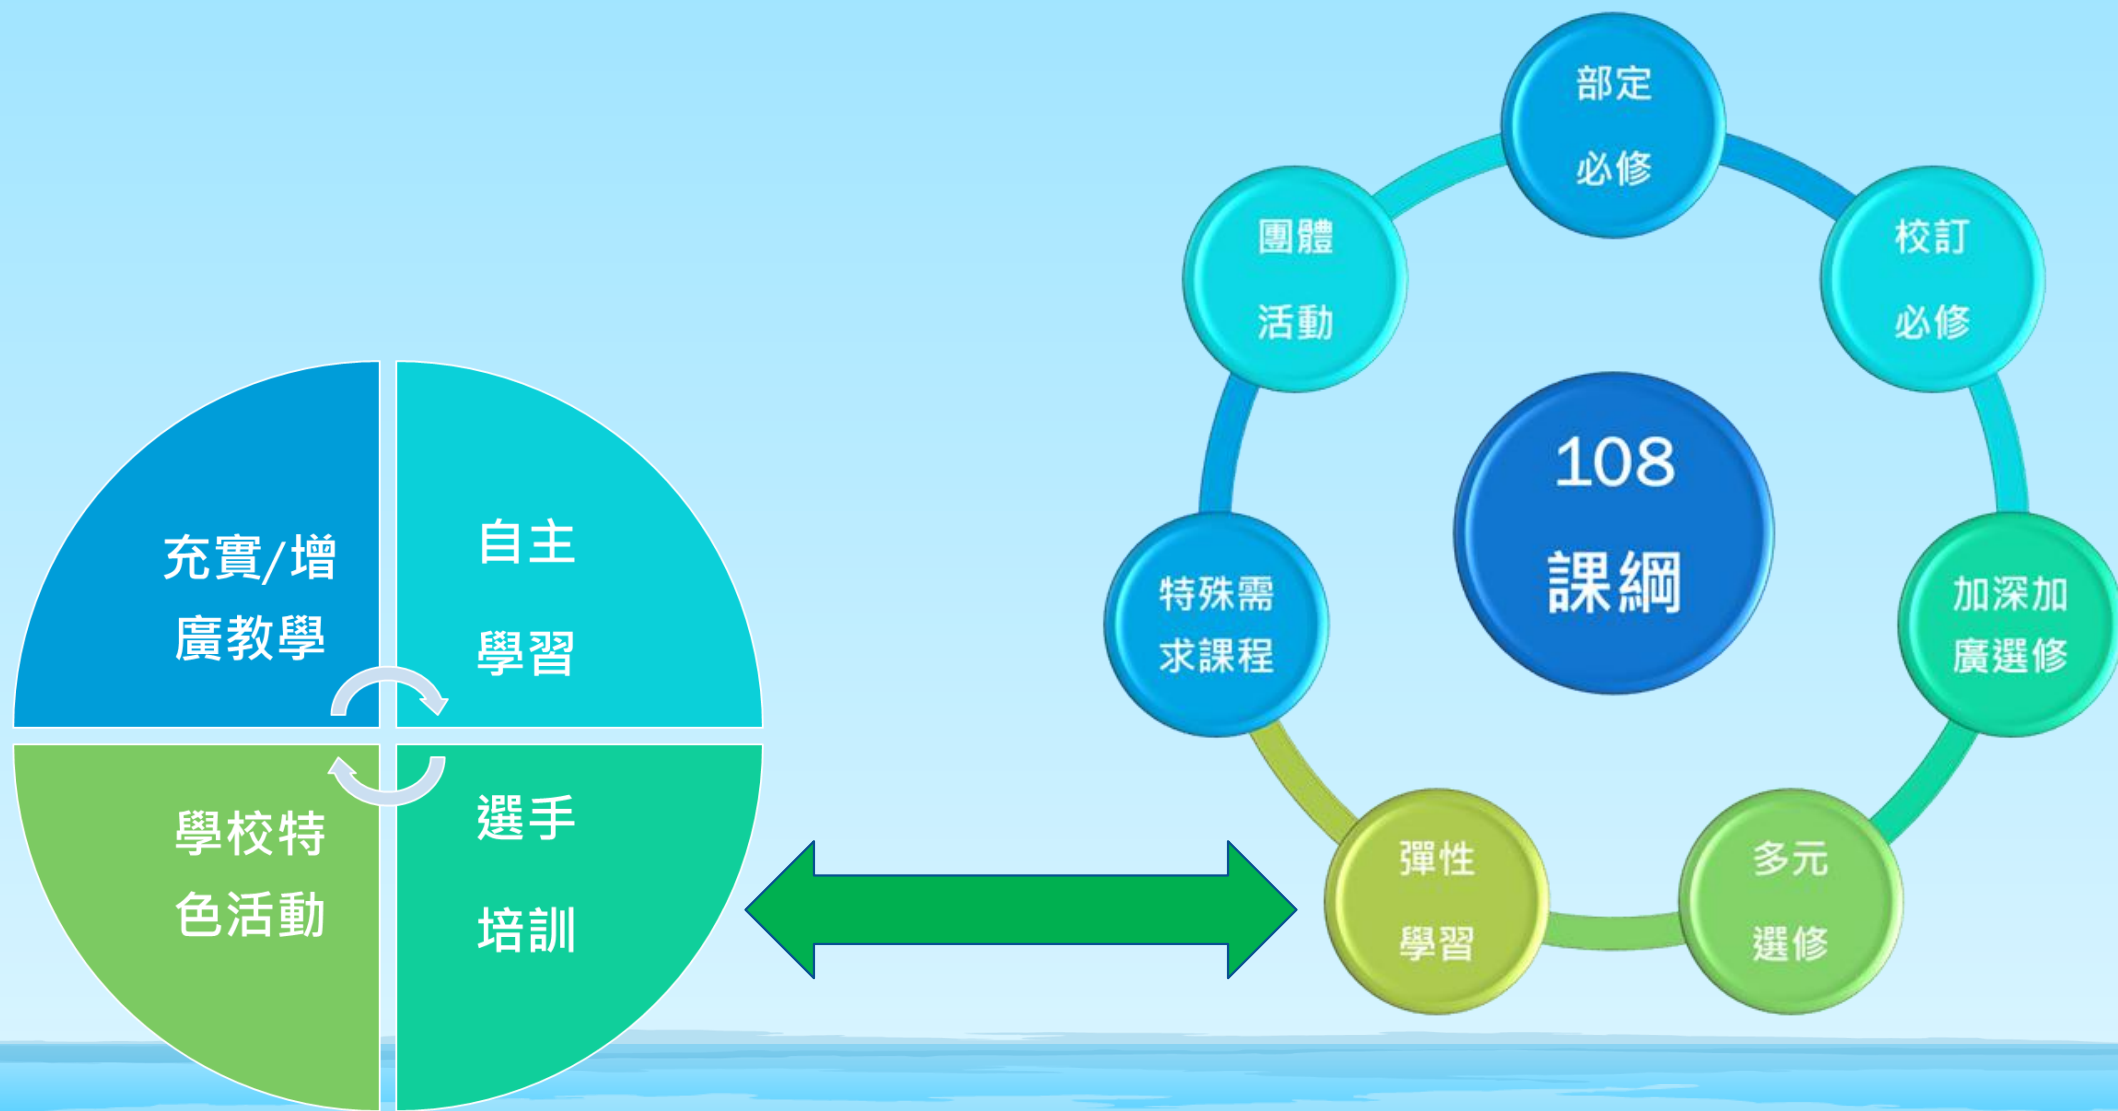 充實/增
廣教學
自主
學習
學校特
色活動
選手
培訓
108
課綱
部定
必修
校訂
必修
加深加
廣選修
多元
選修
彈性
學習
特殊需
求課程
團體
活動